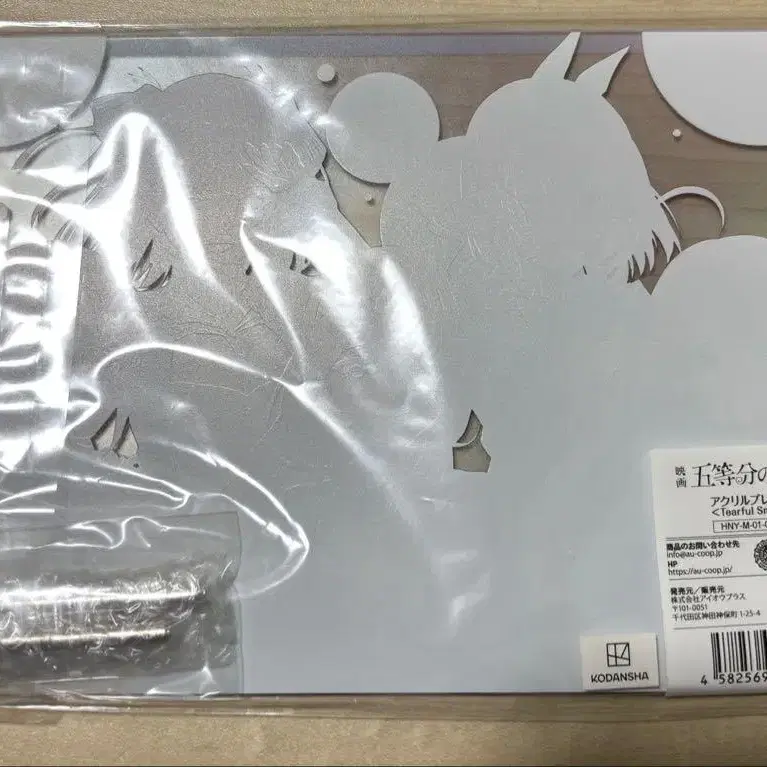 映画 五等分の
アクリルプレ
<Tearful Sm
HNY-M-01-0
商品のお問い合わせ先
info@au-coop.jp
HP
https://au-coop.jp/
発売元／販売元
株式会社アイオウプラス
〒101-0051
千代田区神田神保町 1-25-4
KODANSHA
4 582569